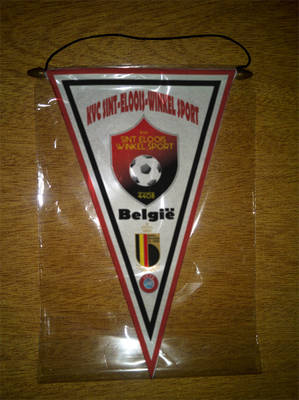 KVC SINT-ELOOIS-WINKEL SPORT
SINT ELOOIS
WINKEL SPORT
België